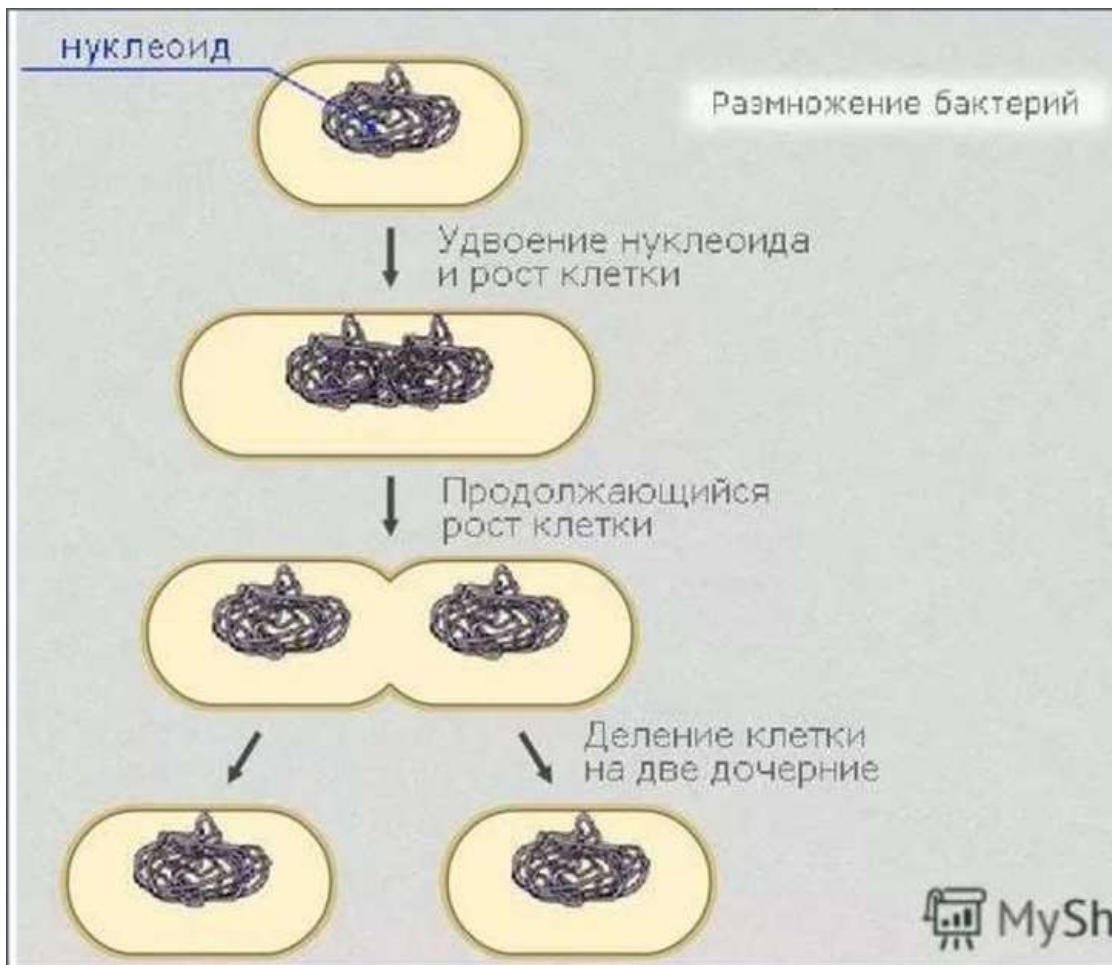 нуклеоид
Размножение бактерий
Удвоение нуклеоида
и рост клетки
Продолжающийся
рост клетки
Деление клетки
на две дочерние
MySh